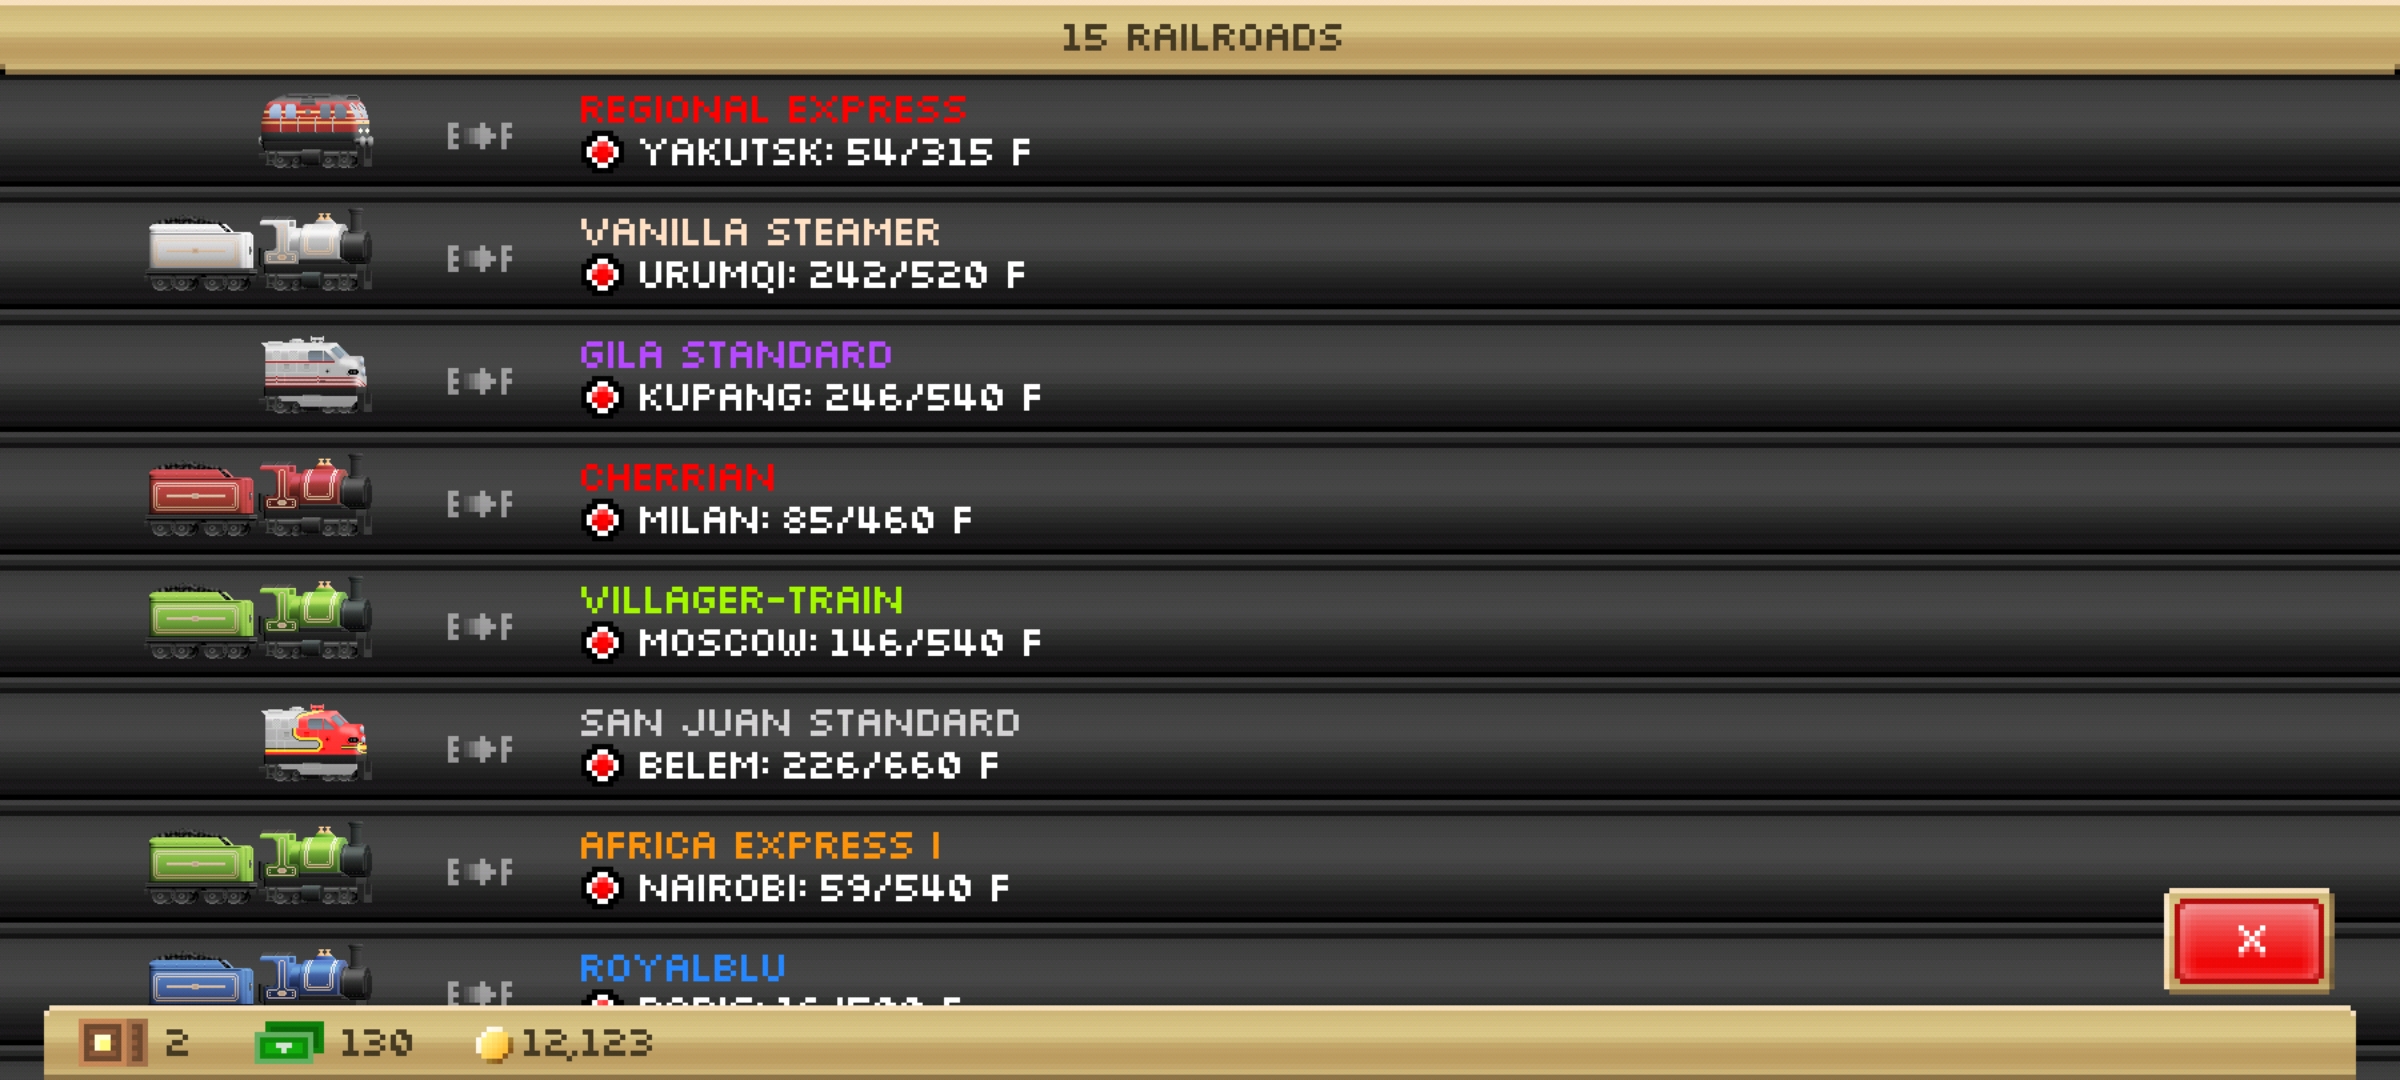 15 RAILROADS
E F
REGIONAL EXPRESS
YAKUTSK: 54/315 F
E F
VANILLA STEAMER
URUMQI: 242/520 F
E F
GILA STANDARD
KUPANG: 246/540 F
E F
CHERRIAN
MILAN: 85/460 F
E F
VILLAGER-TRAIN
MOSCOW: 146/540 F
E F
SAN JUAN STANDARD
BELEM: 226/660 F
E F
AFRICA EXPRESS I
NAIROBI: 59/540 F
E F
ROYALBLU
X
2 130 12,123